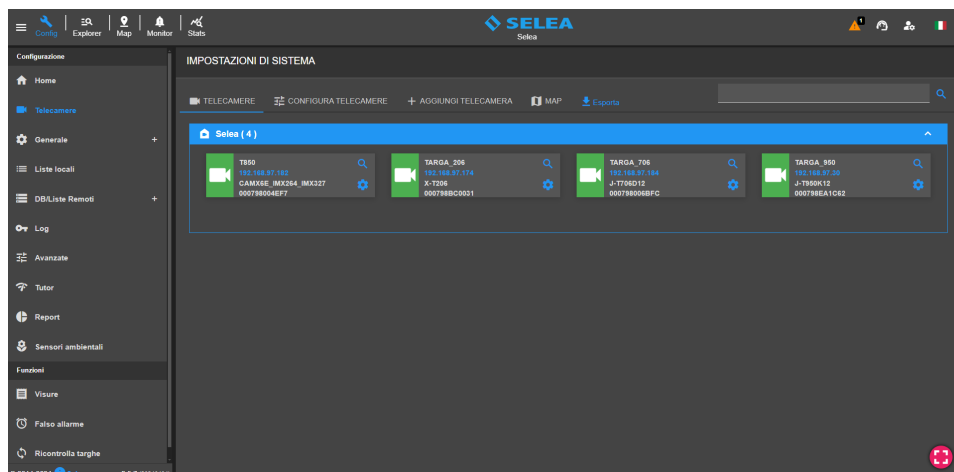 Config
Explorer
Map
Monitor
Stats
SELEA
Selea
1
Configurazione
Home
Telecamere
Generale +
Liste locali
DB/Liste Remoti +
Log
Avanzate
Tutor
Report
Sensori ambientali
Funzioni
Visure
Falso allarme
Ricontrolla targhe
IMPOSTAZIONI DI SISTEMA
TELECAMERE
CONFIGURA TELECAMERE
+ AGGIUNGI TELECAMERA
MAP
Esporta
Selea ( 4 )
T850
192.168.97.182
CAMX6E_IMX264_IMX327
000798004EF7
TARGA_206
192.168.97.174
X-T206
000798BC0031
TARGA_706
192.168.97.184
J-T706D12
000798006BFC
TARGA_950
192.168.97.30
J-T950K12
000798EA1C62